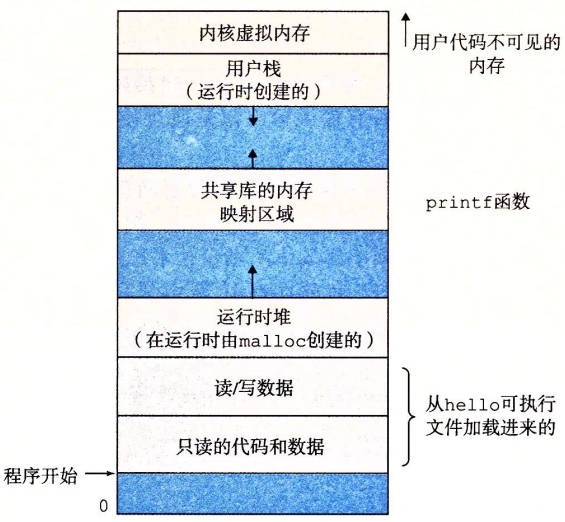 内核虚拟内存
用户代码不可见的
内存
用户栈
（运行时创建的）
共享库的内存
映射区域
printf函数
运行时堆
（在运行时由malloc创建的）
读/写数据
从hello可执行
文件加载进来的
只读的代码和数据
程序开始
0